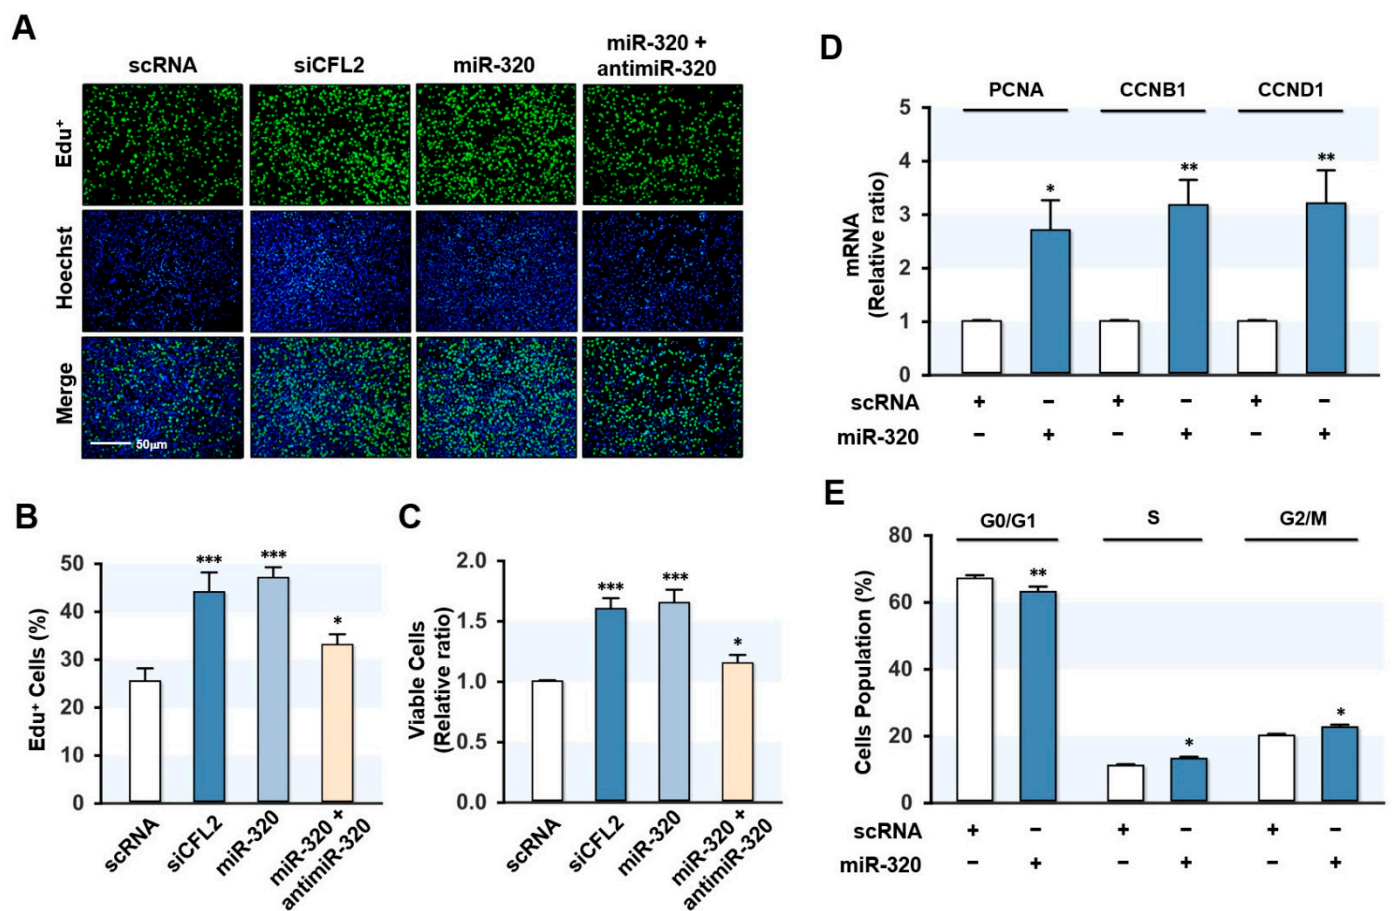 A
scRNA siCFL2 miR-320 miR-320 +
antimiR-320
Edu⁺
Hoechst
Merge
50μm
B
Edu⁺ Cells (%)
50
40
30
20
10
0
*** *** *
scRNA siCFL2 miR-320 miR-320 +
antimiR-320
C
Viable Cells
(Relative ratio)
2.0
1.5
1.0
0.5
0.0
*** *** *
scRNA siCFL2 miR-320 miR-320 +
antimiR-320
D
PCNA CCNB1 CCND1
mRNA
(Relative ratio)
5
4
3
2
1
0
* ** **
scRNA + − + − + −
miR-320 − + − + − +
E
G0/G1 S G2/M
Cells Population (%)
80
60
40
20
0
** * *
scRNA + − + − + −
miR-320 − + − + − +